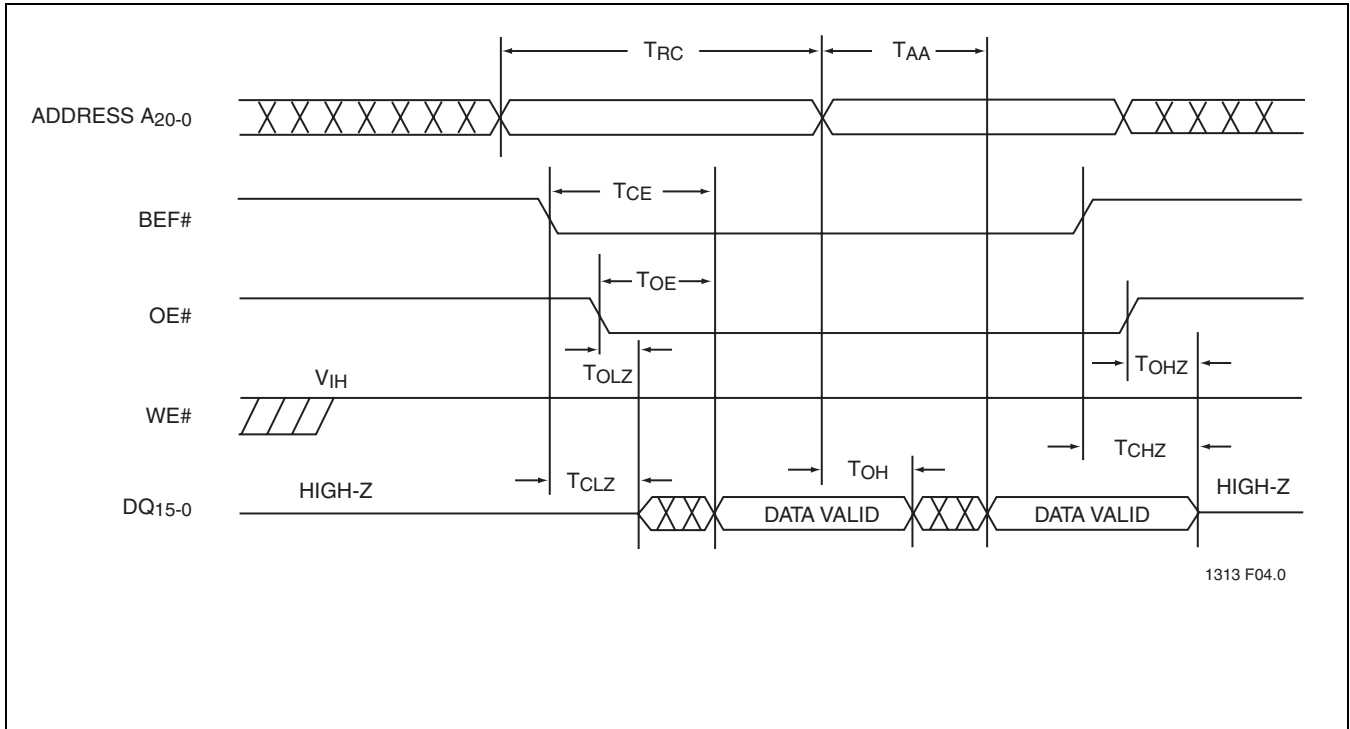 TRC
TAA
ADDRESS A20-0
TCE
BEF#
TOE
OE#
TOLZ
TOHZ
VIH
WE#
TCHZ
TCLZ
TOH
HIGH-Z
HIGH-Z
DQ15-0
DATA VALID
DATA VALID
1313 F04.0